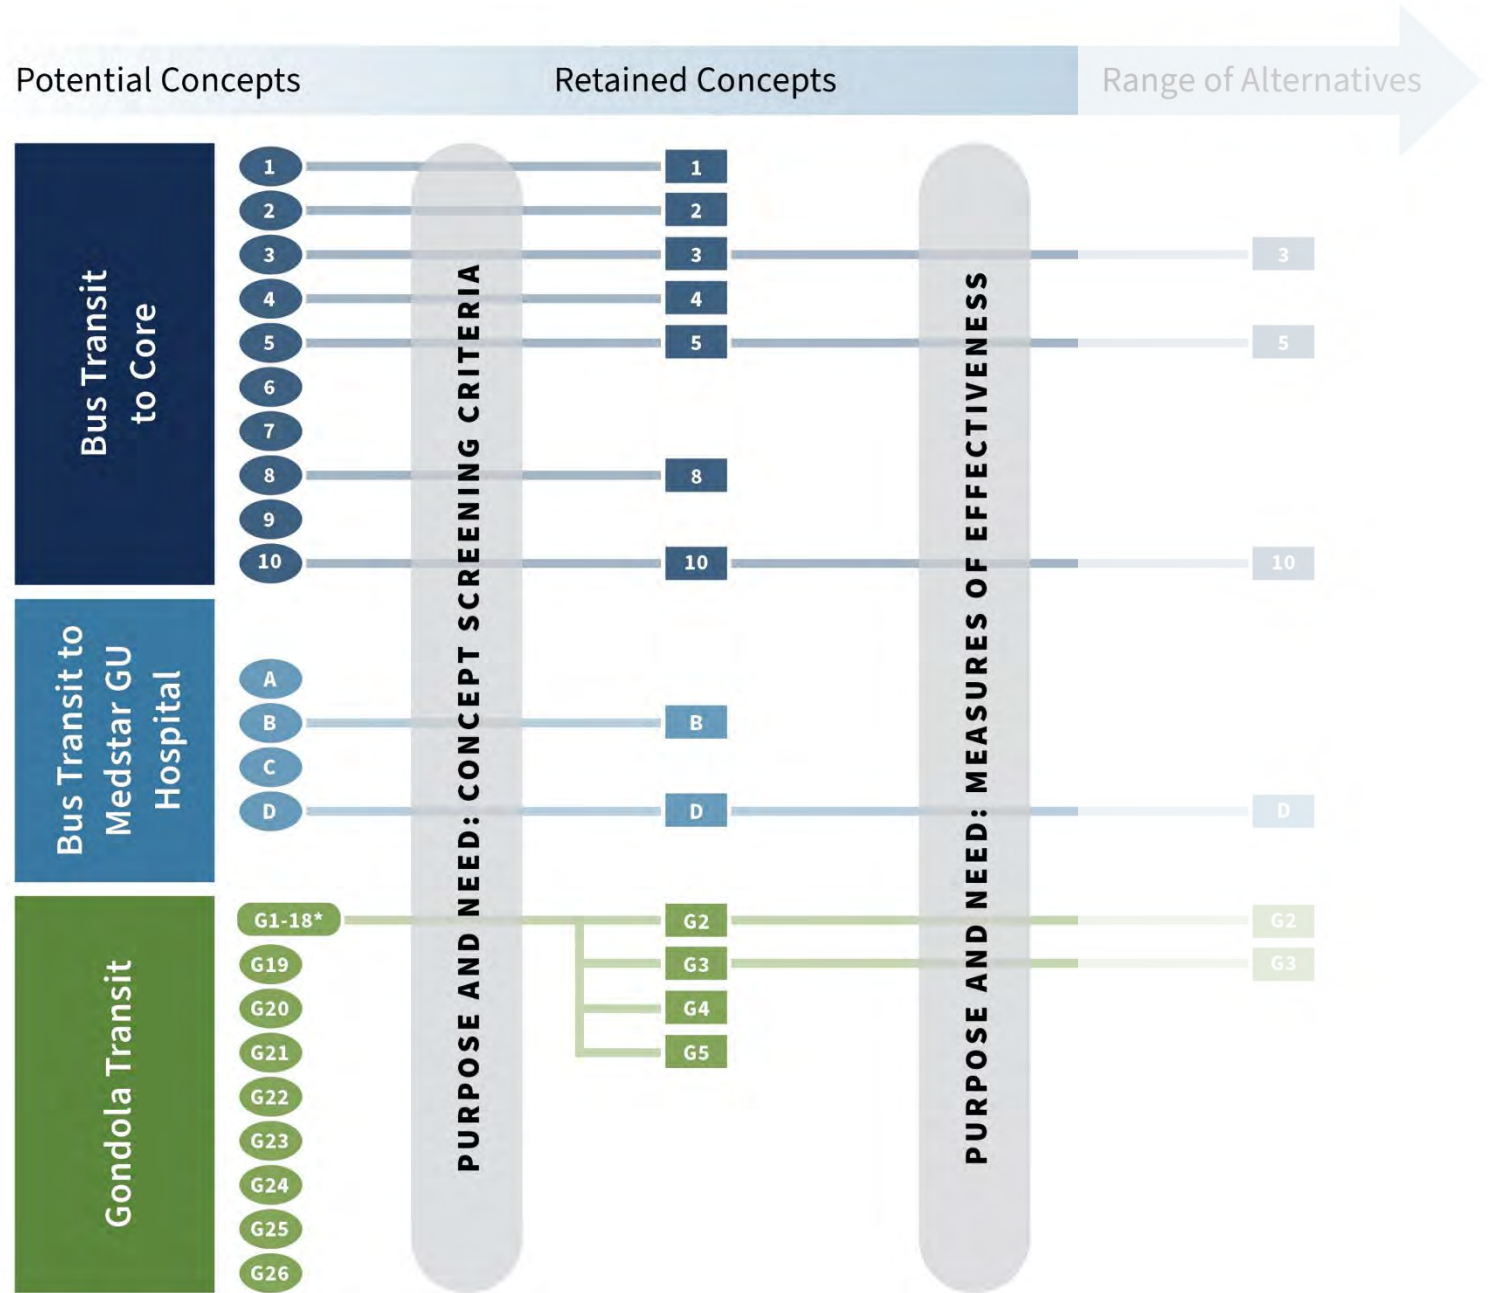 Potential Concepts
Retained Concepts
Range of Alternatives
Bus Transit
to Core
1
2
3
4
5
6
7
8
9
10
Bus Transit to
Medstar GU
Hospital
A
B
C
D
Gondola Transit
G1-18*
G19
G20
G21
G22
G23
G24
G25
G26
PURPOSE AND NEED: CONCEPT SCREENING CRITERIA
1
2
3
4
5
8
10
B
D
G2
G3
G4
G5
PURPOSE AND NEED: MEASURES OF EFFECTIVENESS
3
5
10
D
G2
G3